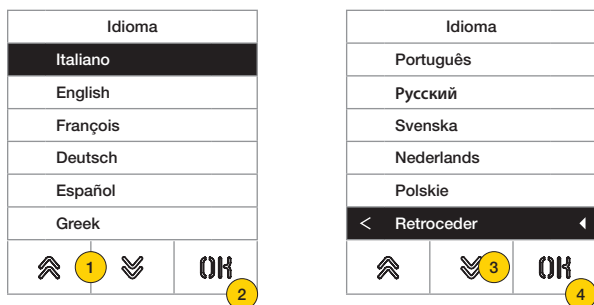 Idioma
Italiano
English
François
Deutsch
Español
Greek
1
OK
2
Idioma
Português
Русский
Svenska
Nederlands
Polskie
< Retroceder
3
OK
4